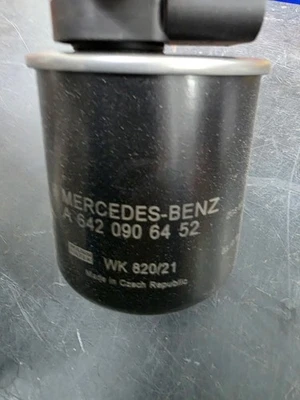 MERCEDES-BENZ
A 642 090 64 52
WK 820/21
Made in Czech Republic